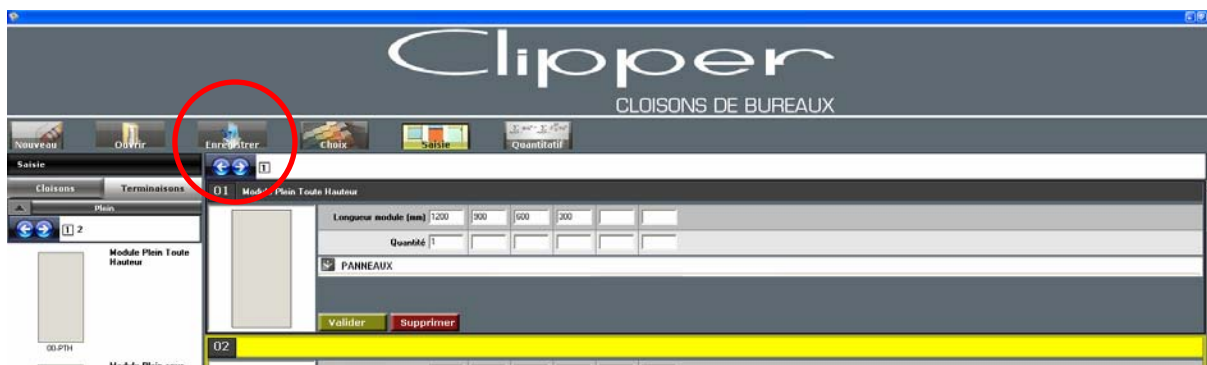 Clipper
CLOISONS DE BUREAUX
Nouveau Ouvrir Enregistrer Choix Saisie Quantitatif
Saisie
1
Cloisons Terminaisons
01 Module Plein Toute Hauteur
Plein
Longueur module (mm) 1200 900 600 300
1 2
Quantité 1
Module Plein Toute
Hauteur
PANNEAUX
Valider Supprimer
00-PTH
02